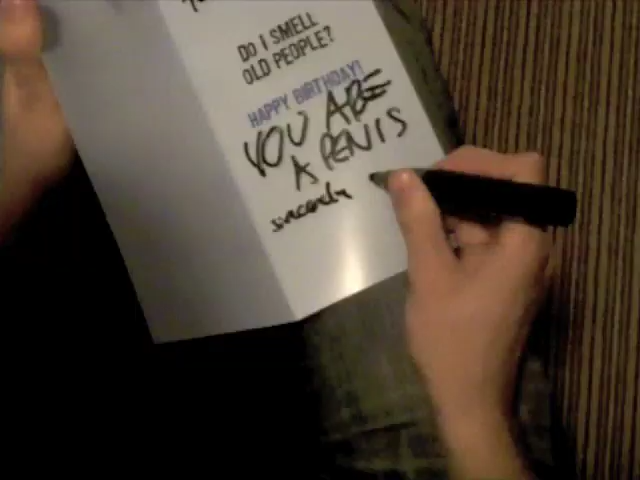 DO I SMELL
OLD PEOPLE?
HAPPY BIRTHDAY!
YOU ARE
A PENIS
sincerely